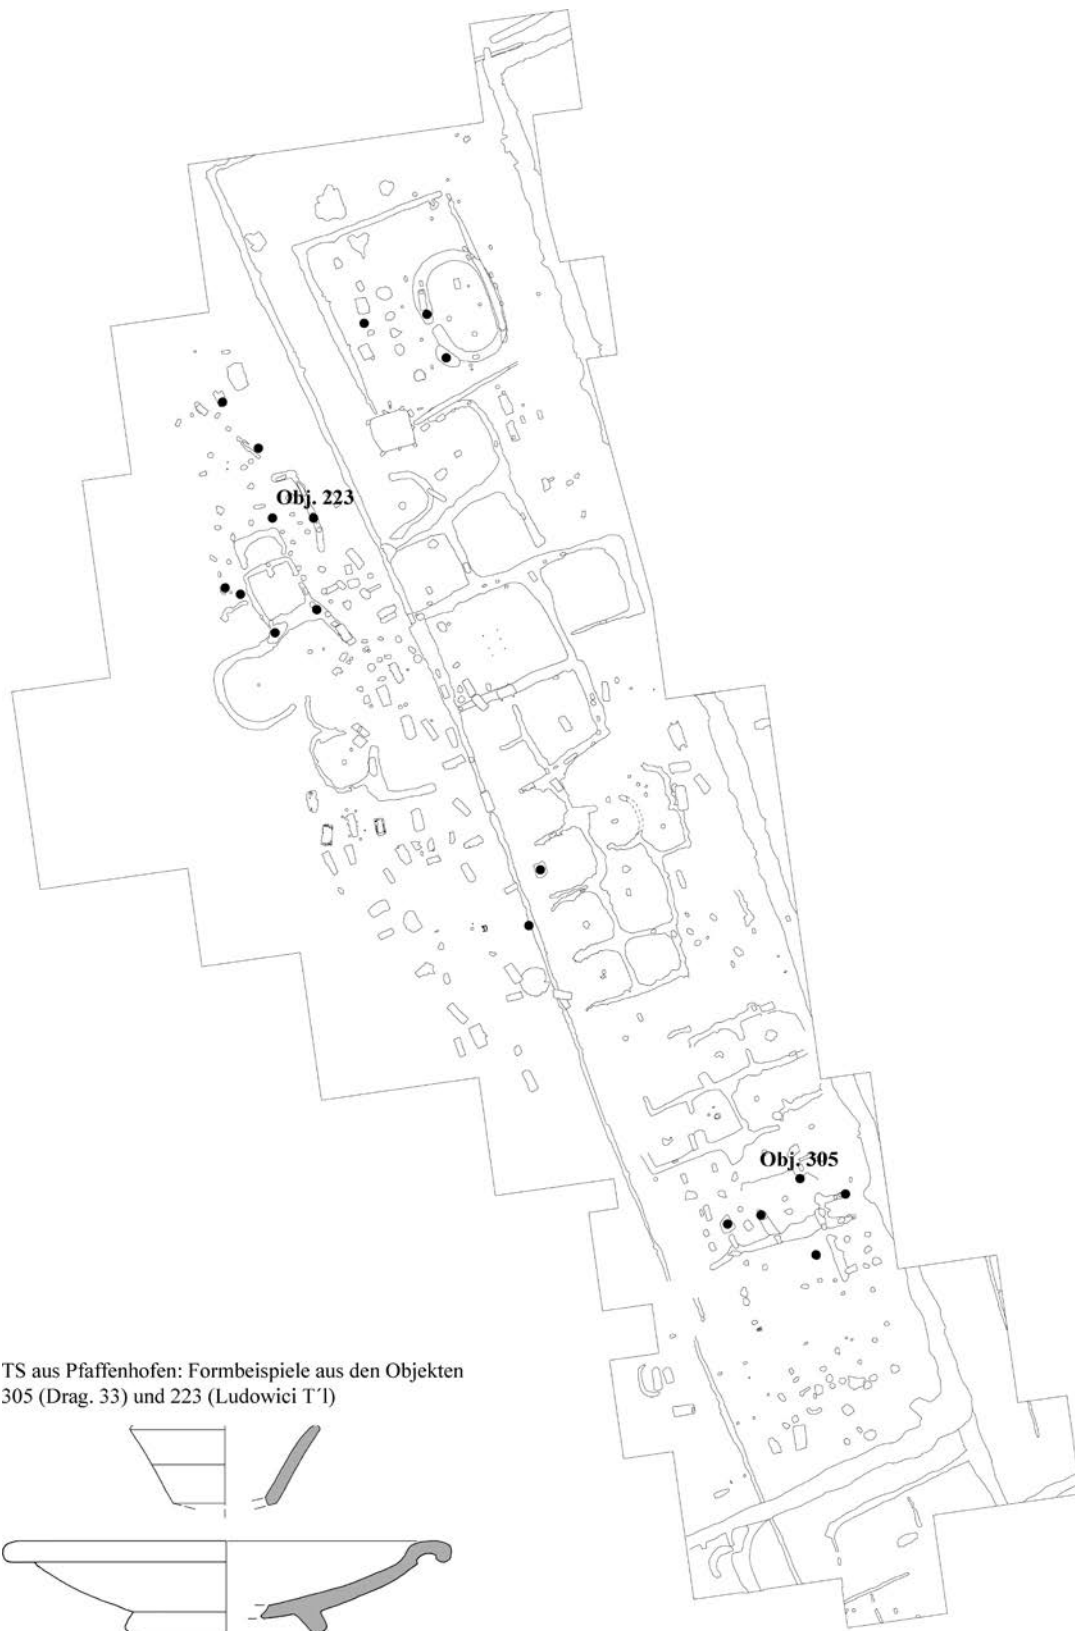 Obj. 223
Obj. 305
TS aus Pfaffenhofen: Formbeispiele aus den Objekten
305 (Drag. 33) und 223 (Ludowici T´l)